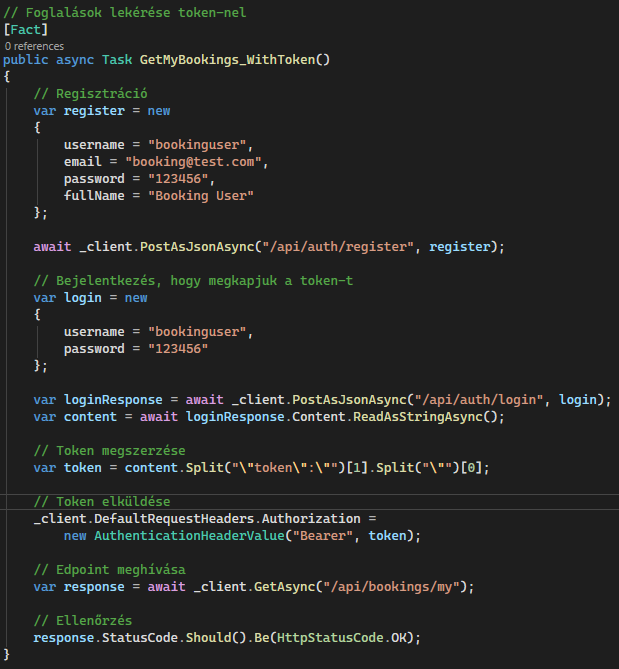 // Foglalások lekérése token-nel
[Fact]
0 references
public async Task GetMyBookings_WithToken()
{
    // Regisztráció
    var register = new
    {
        username = "bookinguser",
        email = "booking@test.com",
        password = "123456",
        fullName = "Booking User"
    };

    await _client.PostAsJsonAsync("/api/auth/register", register);

    // Bejelentkezés, hogy megkapjuk a token-t
    var login = new
    {
        username = "bookinguser",
        password = "123456"
    };

    var loginResponse = await _client.PostAsJsonAsync("/api/auth/login", login);
    var content = await loginResponse.Content.ReadAsStringAsync();

    // Token megszerzése
    var token = content.Split("\"token\":\"")[1].Split("\"")[0];

    // Token elküldése
    _client.DefaultRequestHeaders.Authorization =
        new AuthenticationHeaderValue("Bearer", token);

    // Edpoint meghívása
    var response = await _client.GetAsync("/api/bookings/my");

    // Ellenőrzés
    response.StatusCode.Should().Be(HttpStatusCode.OK);
}